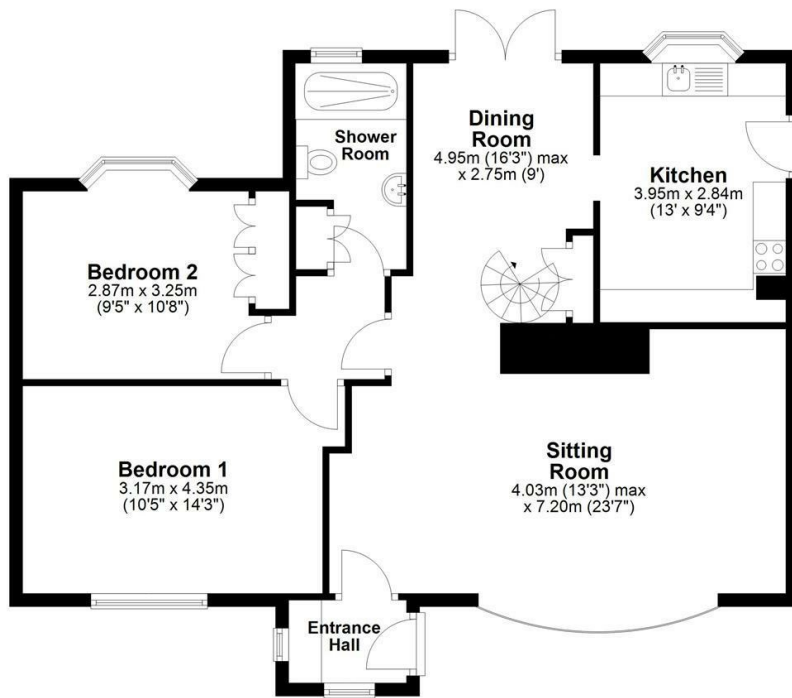 Shower
Room
Dining
Room
4.95m (16'3") max
x 2.75m (9')
Kitchen
3.95m x 2.84m
(13' x 9'4")
Bedroom 2
2.87m x 3.25m
(9'5" x 10'8")
Bedroom 1
3.17m x 4.35m
(10'5" x 14'3")
Sitting
Room
4.03m (13'3") max
x 7.20m (23'7")
Entrance
Hall